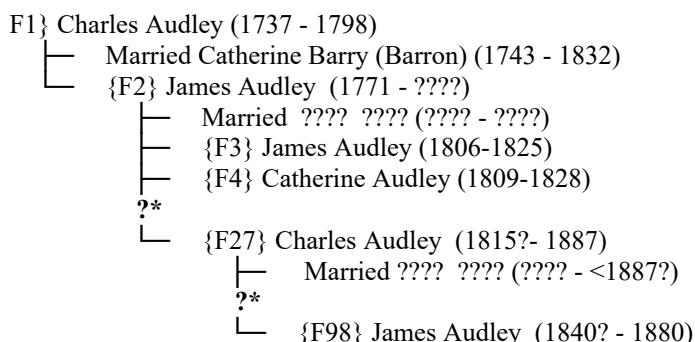 F1} Charles Audley (1737 - 1798)
Married Catherine Barry (Barron) (1743 - 1832)
{F2} James Audley (1771 - ????)
Married ???? ???? (???? - ????)
{F3} James Audley (1806-1825)
{F4} Catherine Audley (1809-1828)
?*
{F27} Charles Audley (1815?- 1887)
Married ???? ???? (???? - <1887?)
?*
{F98} James Audley (1840? - 1880)